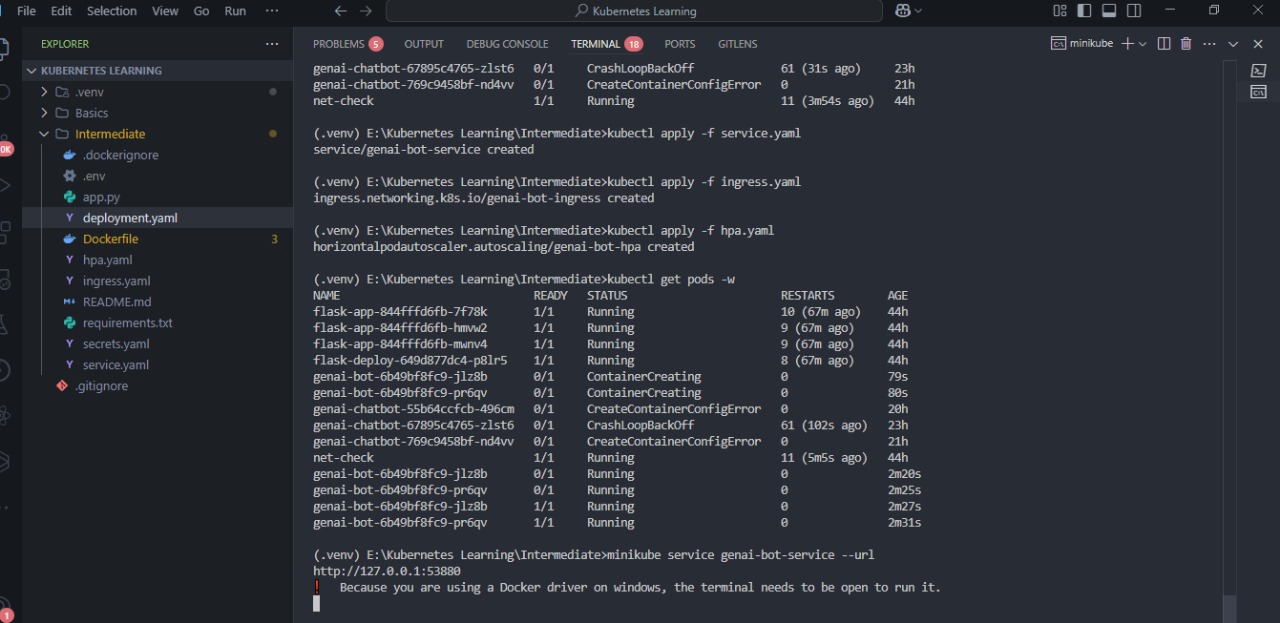 File Edit Selection View Go Run ···
Kubernetes Learning
EXPLORER ···
KUBERNETES LEARNING
.venv
Basics
Intermediate
.dockerignore
.env
app.py
deployment.yaml
Dockerfile 3
hpa.yaml
ingress.yaml
README.md
requirements.txt
secrets.yaml
service.yaml
.gitignore
PROBLEMS 5 OUTPUT DEBUG CONSOLE TERMINAL 18 PORTS GITLENS
minikube
genai-chatbot-67895c4765-zlst6 0/1 CrashLoopBackOff 61 (31s ago) 23h
genai-chatbot-769c9458bf-nd4vv 0/1 CreateContainerConfigError 0 21h
net-check 1/1 Running 11 (3m54s ago) 44h
(.venv) E:\Kubernetes Learning\Intermediate>kubectl apply -f service.yaml
service/genai-bot-service created
(.venv) E:\Kubernetes Learning\Intermediate>kubectl apply -f ingress.yaml
ingress.networking.k8s.io/genai-bot-ingress created
(.venv) E:\Kubernetes Learning\Intermediate>kubectl apply -f hpa.yaml
horizontalpodautoscaler.autoscaling/genai-bot-hpa created
(.venv) E:\Kubernetes Learning\Intermediate>kubectl get pods -w
NAME READY STATUS RESTARTS AGE
flask-app-844fffd6fb-7f78k 1/1 Running 10 (67m ago) 44h
flask-app-844fffd6fb-hmvw2 1/1 Running 9 (67m ago) 44h
flask-app-844fffd6fb-mwnv4 1/1 Running 9 (67m ago) 44h
flask-deploy-649d877dc4-p8lr5 1/1 Running 8 (67m ago) 44h
genai-bot-6b49bf8fc9-jlz8b 0/1 ContainerCreating 0 79s
genai-bot-6b49bf8fc9-pr6qv 0/1 ContainerCreating 0 80s
genai-chatbot-55b64ccfcb-496cm 0/1 CreateContainerConfigError 0 20h
genai-chatbot-67895c4765-zlst6 0/1 CrashLoopBackOff 61 (102s ago) 23h
genai-chatbot-769c9458bf-nd4vv 0/1 CreateContainerConfigError 0 21h
net-check 1/1 Running 11 (5m5s ago) 44h
genai-bot-6b49bf8fc9-jlz8b 0/1 Running 0 2m20s
genai-bot-6b49bf8fc9-pr6qv 0/1 Running 0 2m25s
genai-bot-6b49bf8fc9-jlz8b 1/1 Running 0 2m27s
genai-bot-6b49bf8fc9-pr6qv 1/1 Running 0 2m31s
(.venv) E:\Kubernetes Learning\Intermediate>minikube service genai-bot-service --url
http://127.0.0.1:53880
! Because you are using a Docker driver on windows, the terminal needs to be open to run it.
0K
1